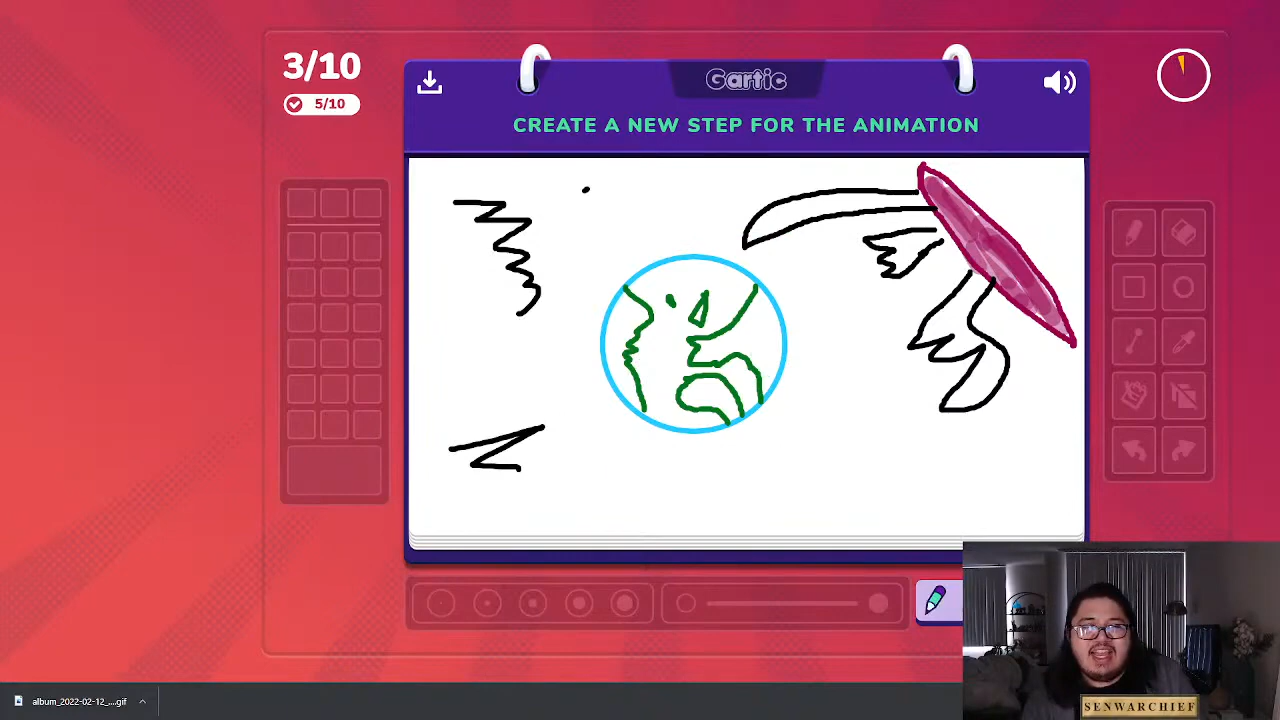 3/10
5/10
Gartic
CREATE A NEW STEP FOR THE ANIMATION
album_2022-02-12_....gif
SENWARCHIEF